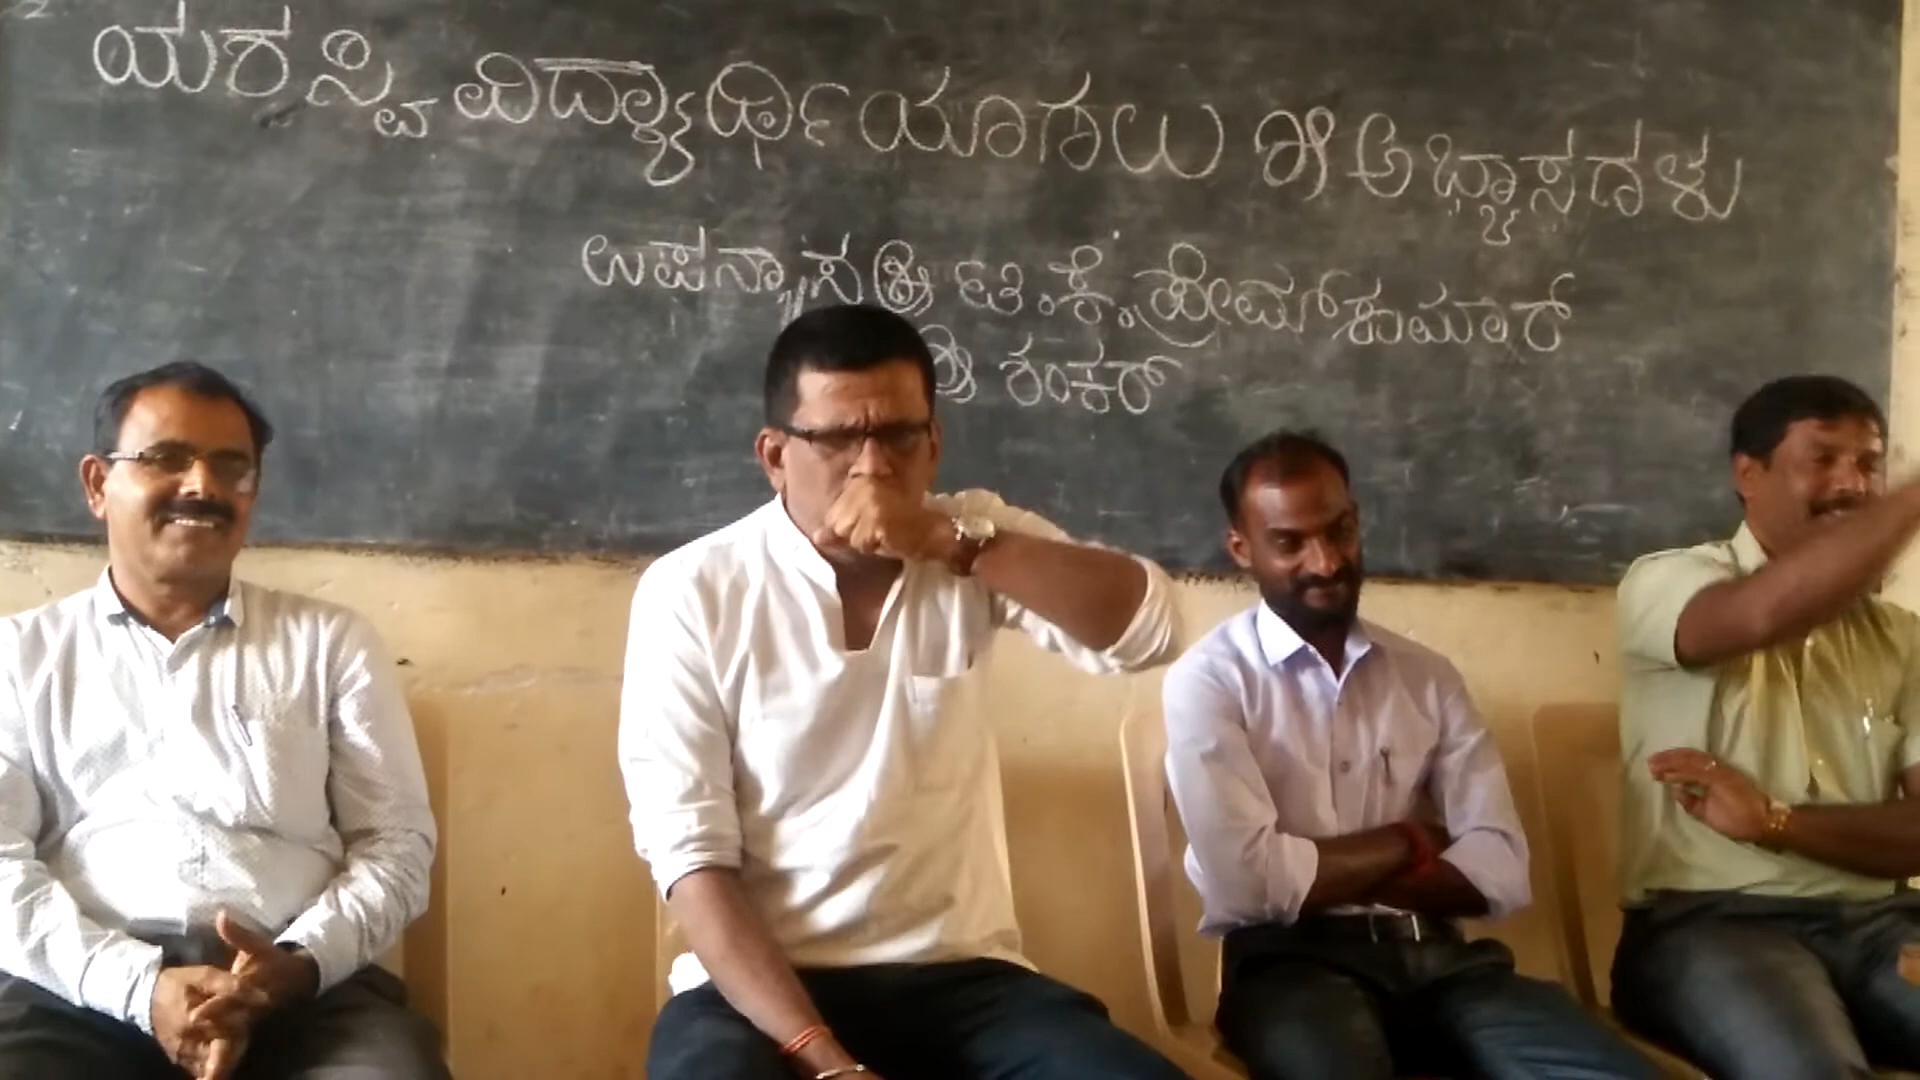 ಯಶಸ್ವಿ ವಿದ್ಯಾರ್ಥಿಯಾಗಲು ೫ ಅಭ್ಯಾಸಗಳು
ಉಪನ್ಯಾಸ ಶ್ರೀ ಟಿ.ಕೆ. ಪ್ರೇಮ್‌ಕುಮಾರ್
ಶ್ರೀ ಶಂಕರ್